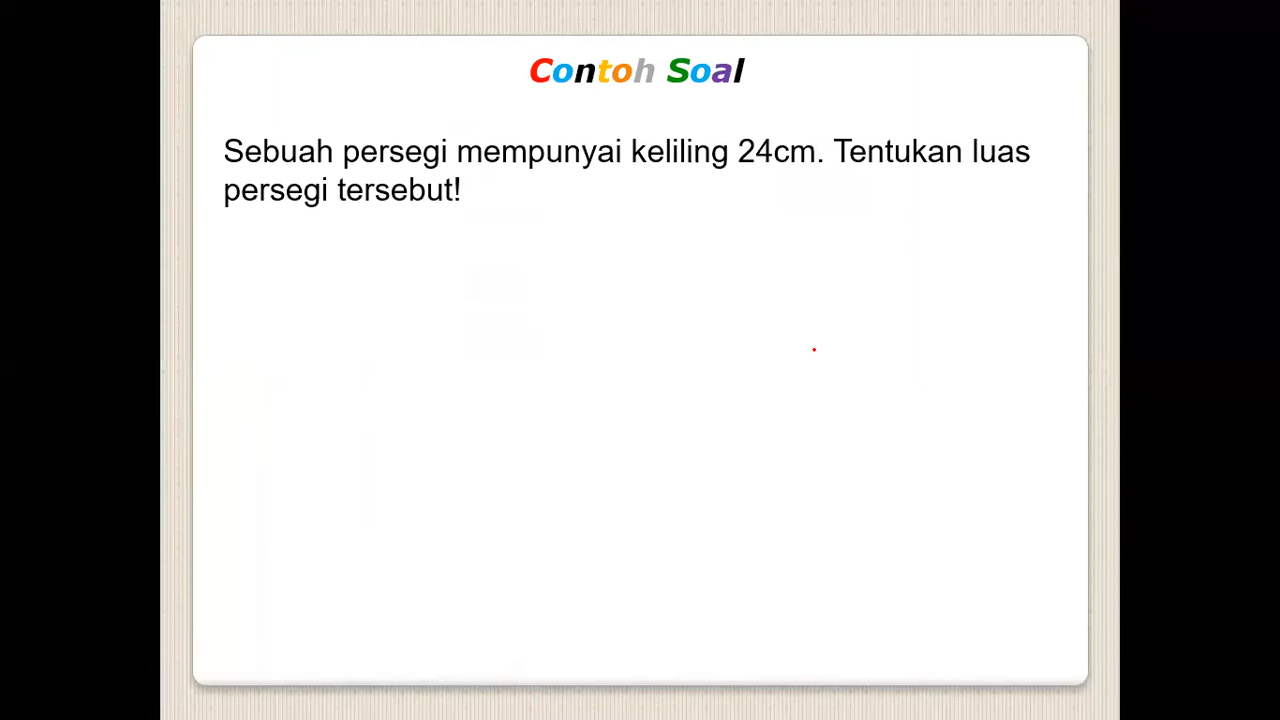 Contoh Soal
Sebuah persegi mempunyai keliling 24cm. Tentukan luas
persegi tersebut!